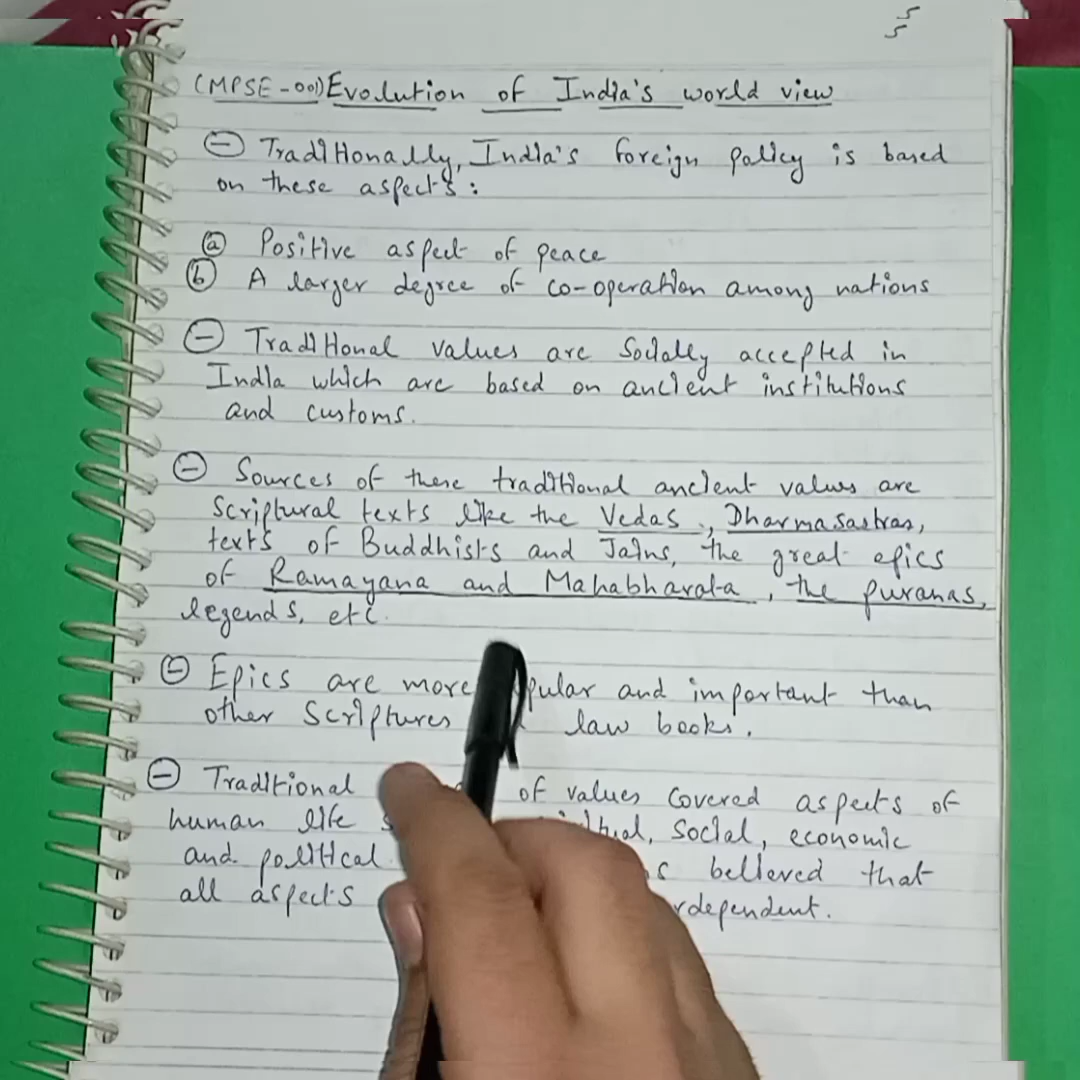 5
5
(MPSE-001) Evolution of India's world view
- Traditionally, India's foreign policy is based
on these aspects:
(a) Positive aspect of peace
(b) A larger degree of co-operation among nations
- Traditional values are socially accepted in
India which are based on ancient institutions
and customs.
- Sources of these traditional ancient values are
scriptural texts like the Vedas, Dharmasastras,
texts of Buddhists and Jains, the great epics
of Ramayana and Mahabharata, the puranas,
legends, etc.
- Epics are more and important than
other scriptures law books.
- Traditional of values covered aspects of
human life social, economic
and political believed that
all aspects